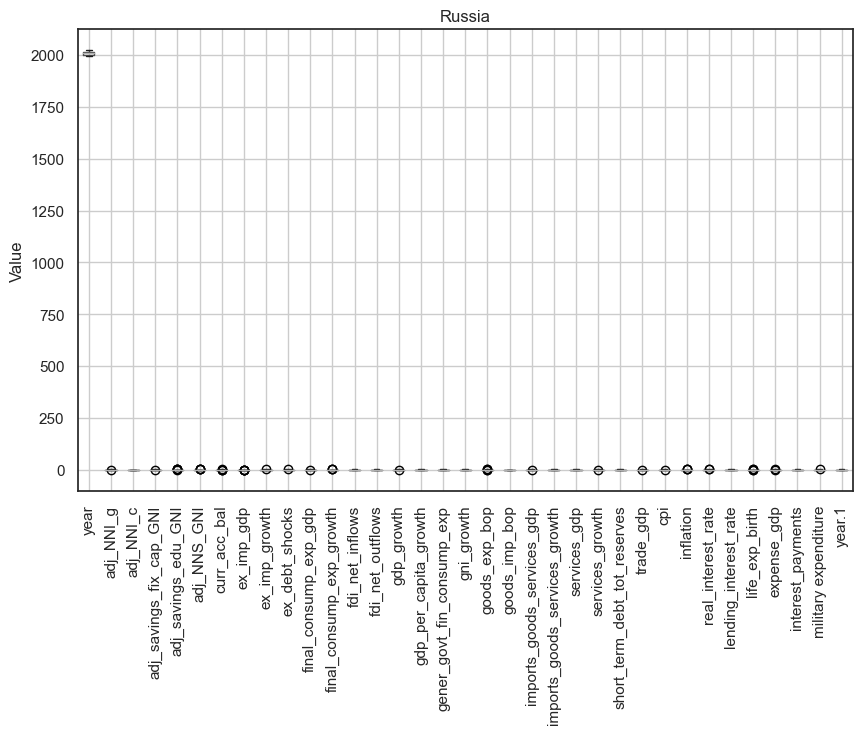 Russia
2000
1750
1500
1250
1000
750
500
250
0
Value
year
adj_NNI_g
adj_NNI_c
adj_savings_fix_cap_GNI
adj_savings_edu_GNI
adj_NNS_GNI
curr_acc_bal
ex_imp_gdp
ex_imp_growth
ex_debt_shocks
final_consump_exp_gdp
final_consump_exp_growth
fdi_net_inflows
fdi_net_outflows
gdp_growth
gdp_per_capita_growth
gener_govt_fin_consump_exp
gni_growth
goods_exp_bop
goods_imp_bop
imports_goods_services_gdp
imports_goods_services_growth
services_gdp
services_growth
short_term_debt_tot_reserves
trade_gdp
cpi
inflation
real_interest_rate
lending_interest_rate
life_exp_birth
expense_gdp
interest_payments
military expenditure
year.1